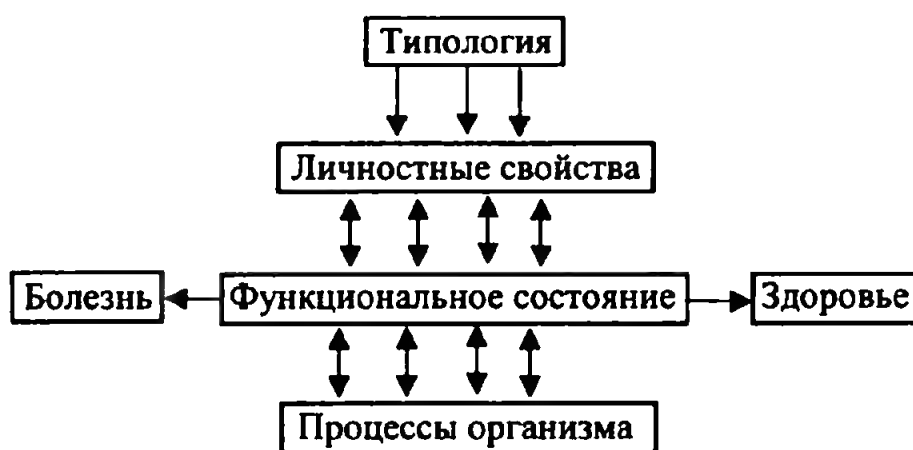 Типология
Личностные свойства
Болезнь
Функциональное состояние
Здоровье
Процессы организма